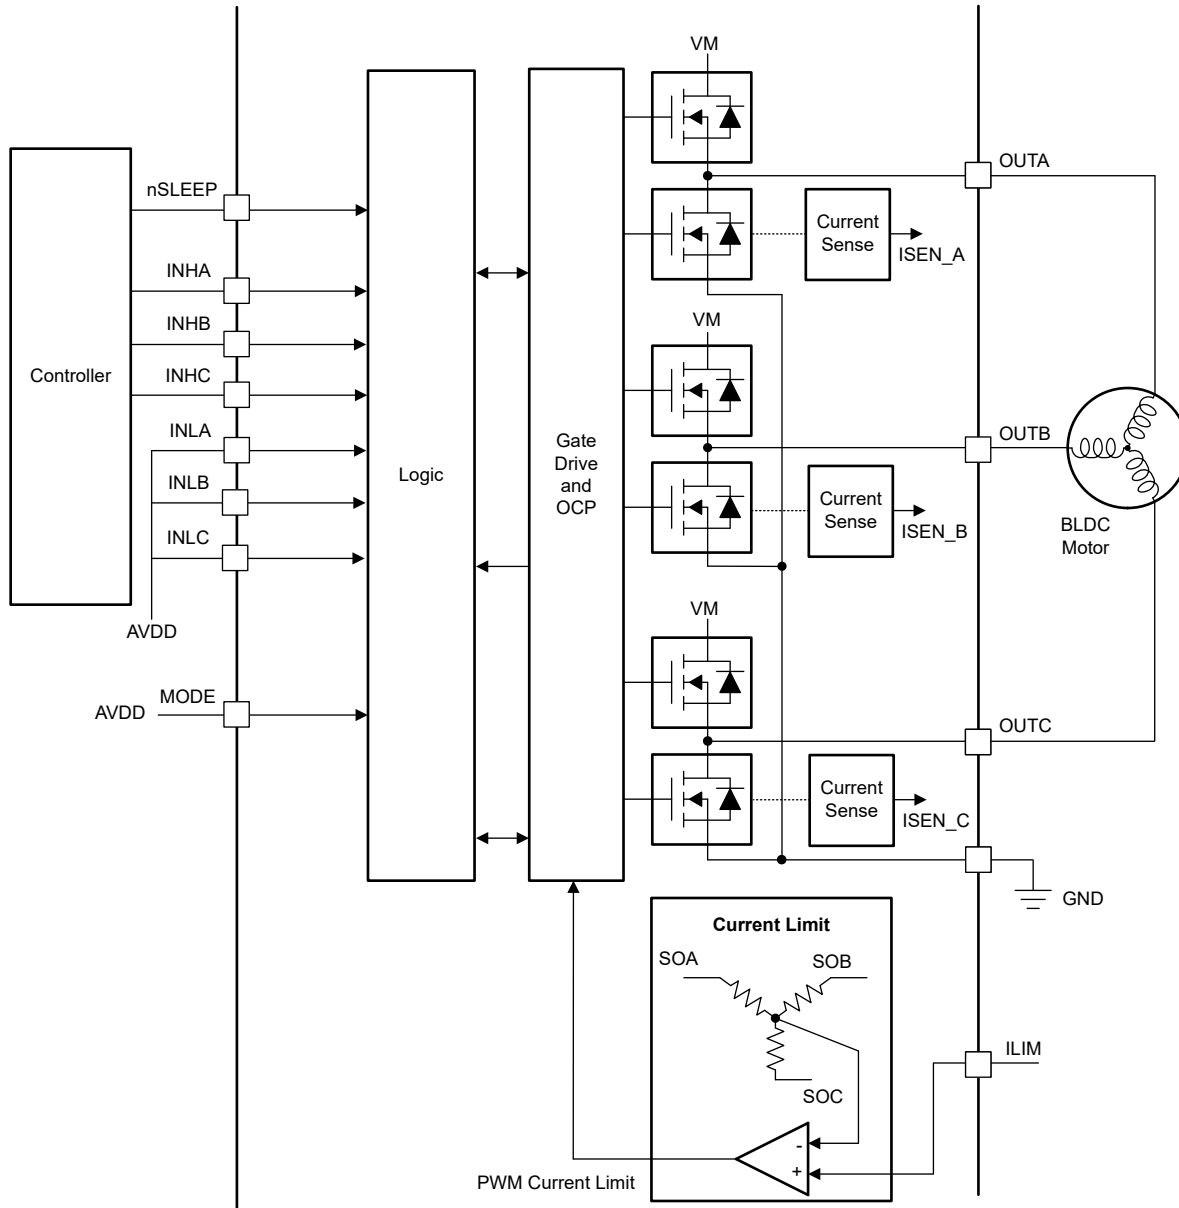 VM
OUTA
nSLEEP
Current
Sense
ISEN_A
INHA
INHB
VM
INHC
Controller
INLA
OUTB
Gate
Drive
and
OCP
Logic
INLB
Current
Sense
ISEN_B
BLDC
Motor
INLC
AVDD
VM
MODE
AVDD
OUTC
Current
Sense
ISEN_C
GND
Current Limit
SOA
SOB
ILIM
SOC
-
+
PWM Current Limit